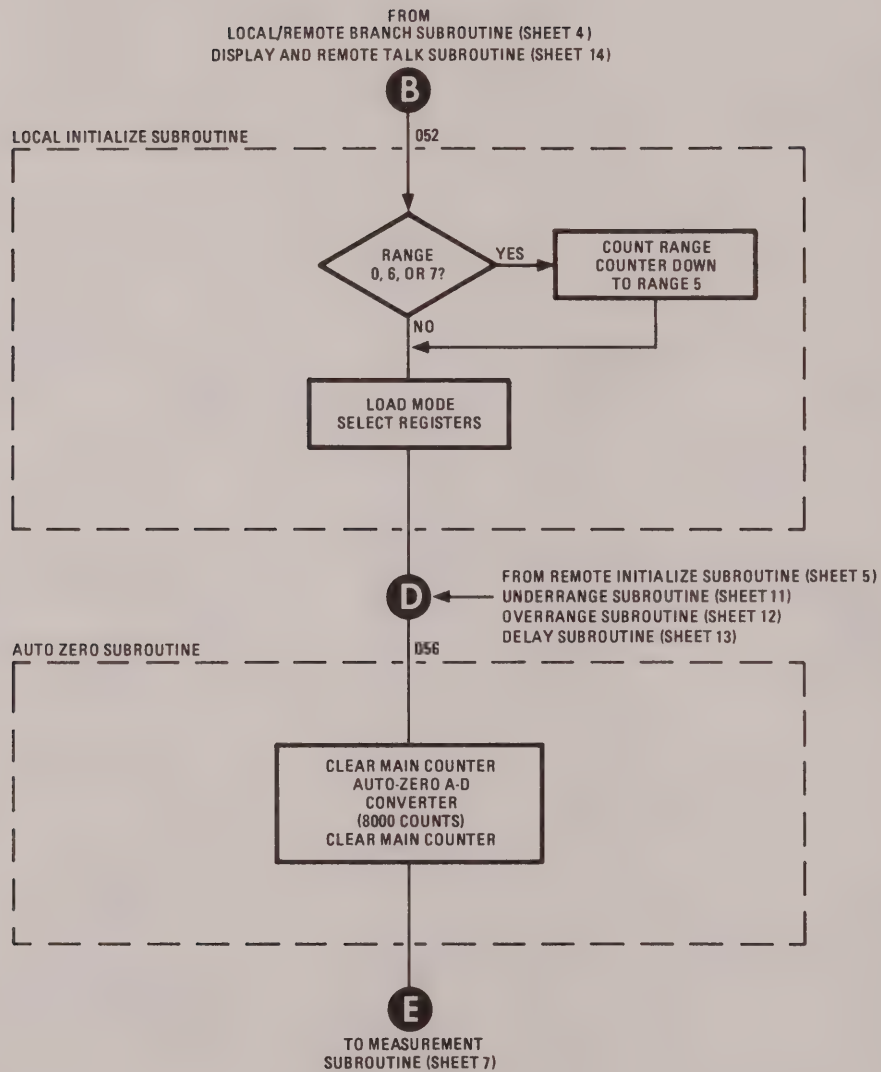 FROM
LOCAL/REMOTE BRANCH SUBROUTINE (SHEET 4)
DISPLAY AND REMOTE TALK SUBROUTINE (SHEET 14)
B
052
LOCAL INITIALIZE SUBROUTINE
RANGE
0, 6, OR 7?
YES
COUNT RANGE
COUNTER DOWN
TO RANGE 5
NO
LOAD MODE
SELECT REGISTERS
D
FROM REMOTE INITIALIZE SUBROUTINE (SHEET 5)
UNDERRANGE SUBROUTINE (SHEET 11)
OVERRANGE SUBROUTINE (SHEET 12)
DELAY SUBROUTINE (SHEET 13)
056
AUTO ZERO SUBROUTINE
CLEAR MAIN COUNTER
AUTO-ZERO A-D
CONVERTER
(8000 COUNTS)
CLEAR MAIN COUNTER
E
TO MEASUREMENT
SUBROUTINE (SHEET 7)